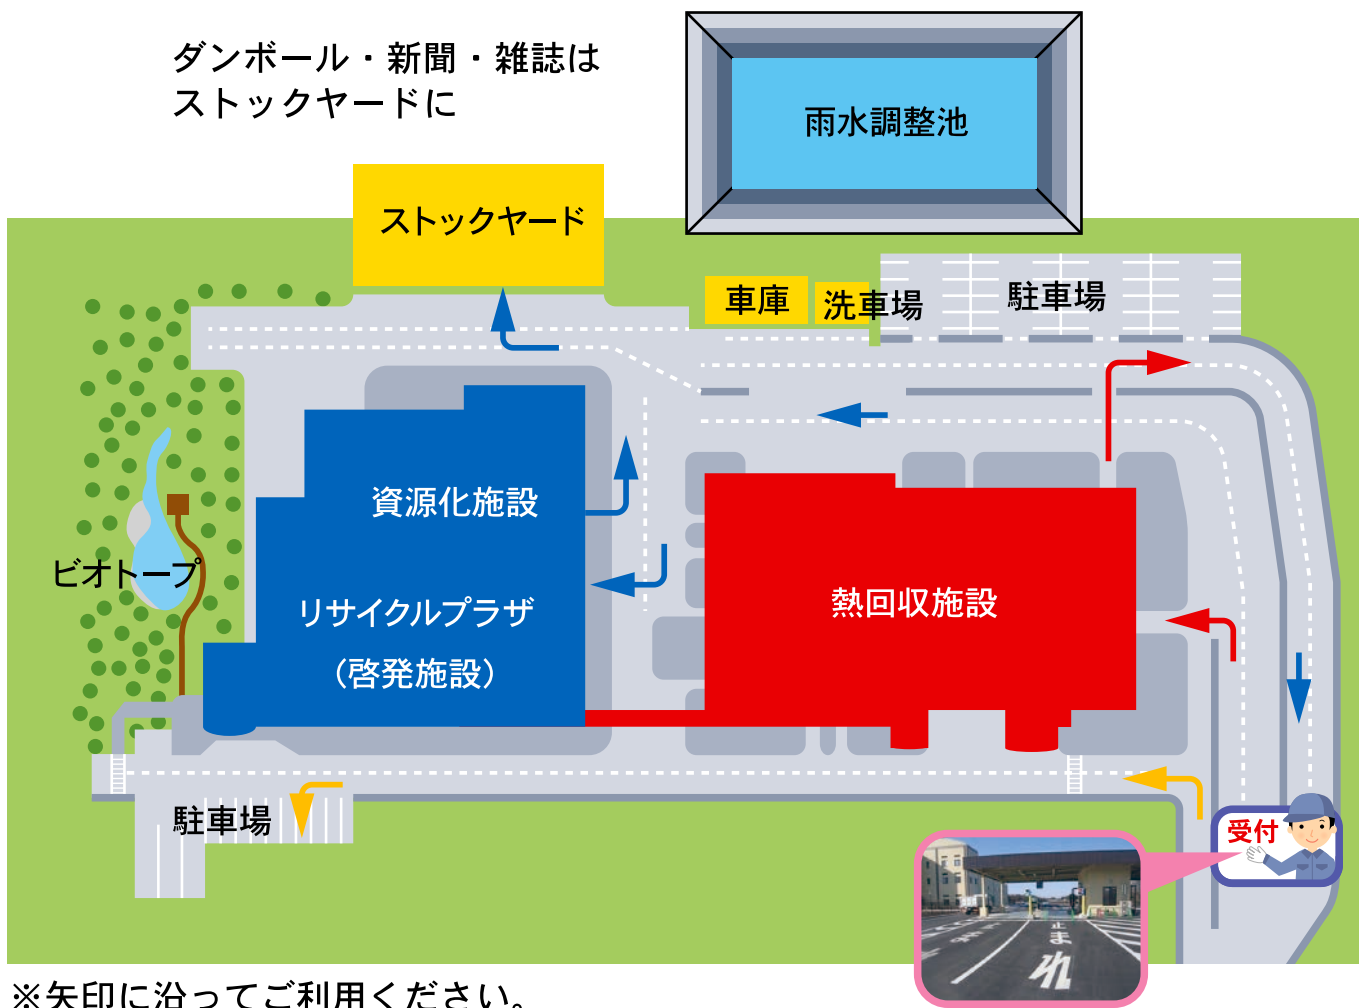 ダンボール・新聞・雑誌は
ストックヤードに
雨水調整池
ストックヤード
車庫
洗車場
駐車場
資源化施設
ビオトープ
リサイクルプラザ
（啓発施設）
熱回収施設
駐車場
受付
止まれ
※矢印に沿ってご利用ください。